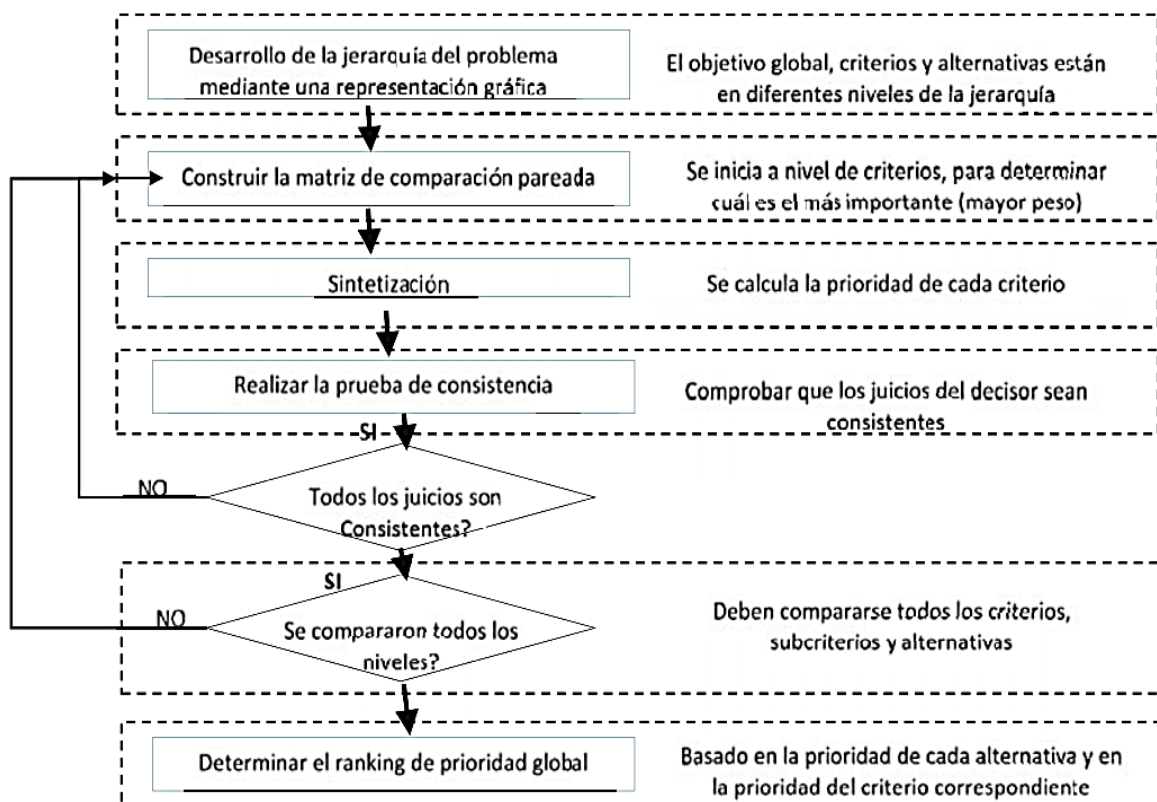 Desarrollo de la jerarquía del problema
mediante una representación gráfica
El objetivo global, criterios y alternativas están
en diferentes niveles de la jerarquía
Construir la matriz de comparación pareada
Se inicia a nivel de criterios, para determinar
cuál es el más importante (mayor peso)
Sintetización
Se calcula la prioridad de cada criterio
Realizar la prueba de consistencia
Comprobar que los juicios del decisor sean
consistentes
SI
NO
Todos los juicios son
Consistentes?
SI
NO
Se compararon todos los
niveles?
Deben compararse todos los criterios,
subcriterios y alternativas
Determinar el ranking de prioridad global
Basado en la prioridad de cada alternativa y en
la prioridad del criterio correspondiente